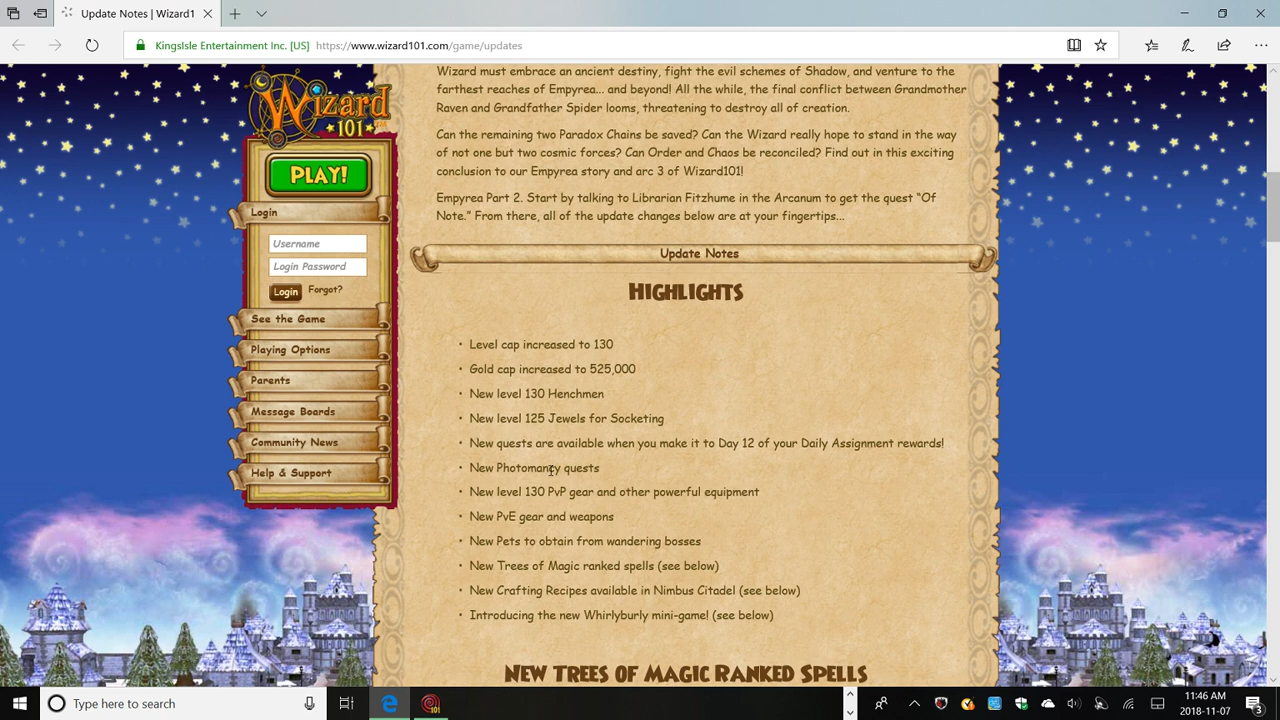 Update Notes | Wizard1
KingsIsle Entertainment Inc. [US] https://www.wizard101.com/game/updates
Wizard
101
PLAY!
Login
Username
Login Password
Login Forgot?
See the Game
Playing Options
Parents
Message Boards
Community News
Help & Support
Wizard must embrace an ancient destiny, fight the evil schemes of Shadow, and venture to the
farthest reaches of Empyrea... and beyond! All the while, the final conflict between Grandmother
Raven and Grandfather Spider looms, threatening to destroy all of creation.
Can the remaining two Paradox Chains be saved? Can the Wizard really hope to stand in the way
of not one but two cosmic forces? Can Order and Chaos be reconciled? Find out in this exciting
conclusion to our Empyrea story and arc 3 of Wizard101!
Empyrea Part 2. Start by talking to Librarian Fitzhume in the Arcanum to get the quest “Of
Note.” From there, all of the update changes below are at your fingertips...
Update Notes
HIGHLIGHTS
• Level cap increased to 130
• Gold cap increased to 525,000
• New level 130 Henchmen
• New level 125 Jewels for Socketing
• New quests are available when you make it to Day 12 of your Daily Assignment rewards!
• New Photomancy quests
• New level 130 PvP gear and other powerful equipment
• New PvE gear and weapons
• New Pets to obtain from wandering bosses
• New Trees of Magic ranked spells (see below)
• New Crafting Recipes available in Nimbus Citadel (see below)
• Introducing the new Whirlyburly mini-game! (see below)
NEW TREES OF MAGIC RANKED SPELLS
Type here to search
11:46 AM
2018-11-07
3